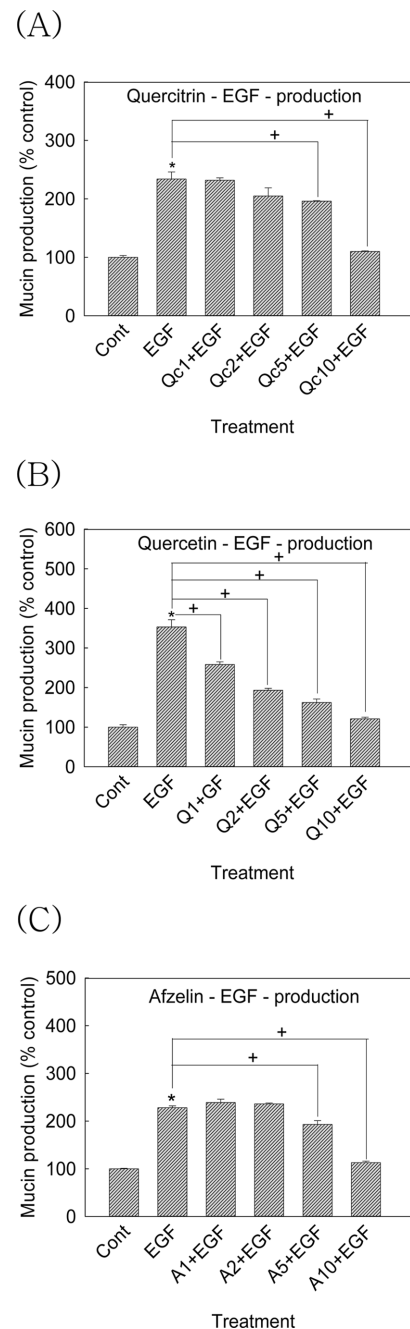 (A)
Quercitrin - EGF - production
Mucin production (% control)
400
300
200
100
0
*
+
+
Cont
EGF
Qc1+EGF
Qc2+EGF
Qc5+EGF
Qc10+EGF
Treatment
(B)
Quercetin - EGF - production
Mucin production (% control)
600
500
400
300
200
100
0
*
+
+
+
+
Cont
EGF
Q1+GF
Q2+EGF
Q5+EGF
Q10+EGF
Treatment
(C)
Afzelin - EGF - production
Mucin production (% control)
500
400
300
200
100
0
*
+
+
Cont
EGF
A1+EGF
A2+EGF
A5+EGF
A10+EGF
Treatment